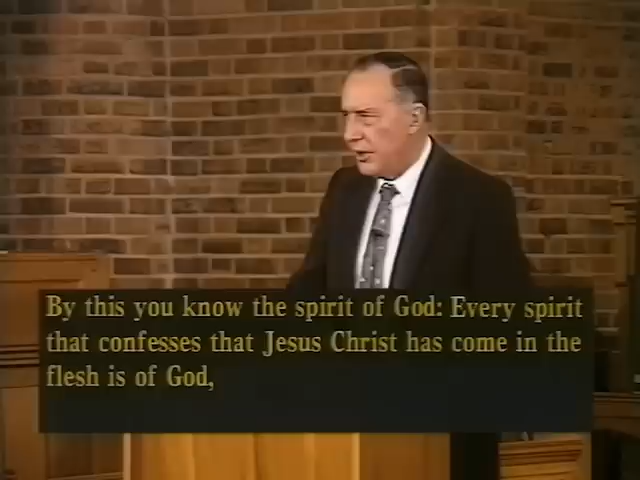 By this you know the spirit of God: Every spirit
that confesses that Jesus Christ has come in the
flesh is of God,